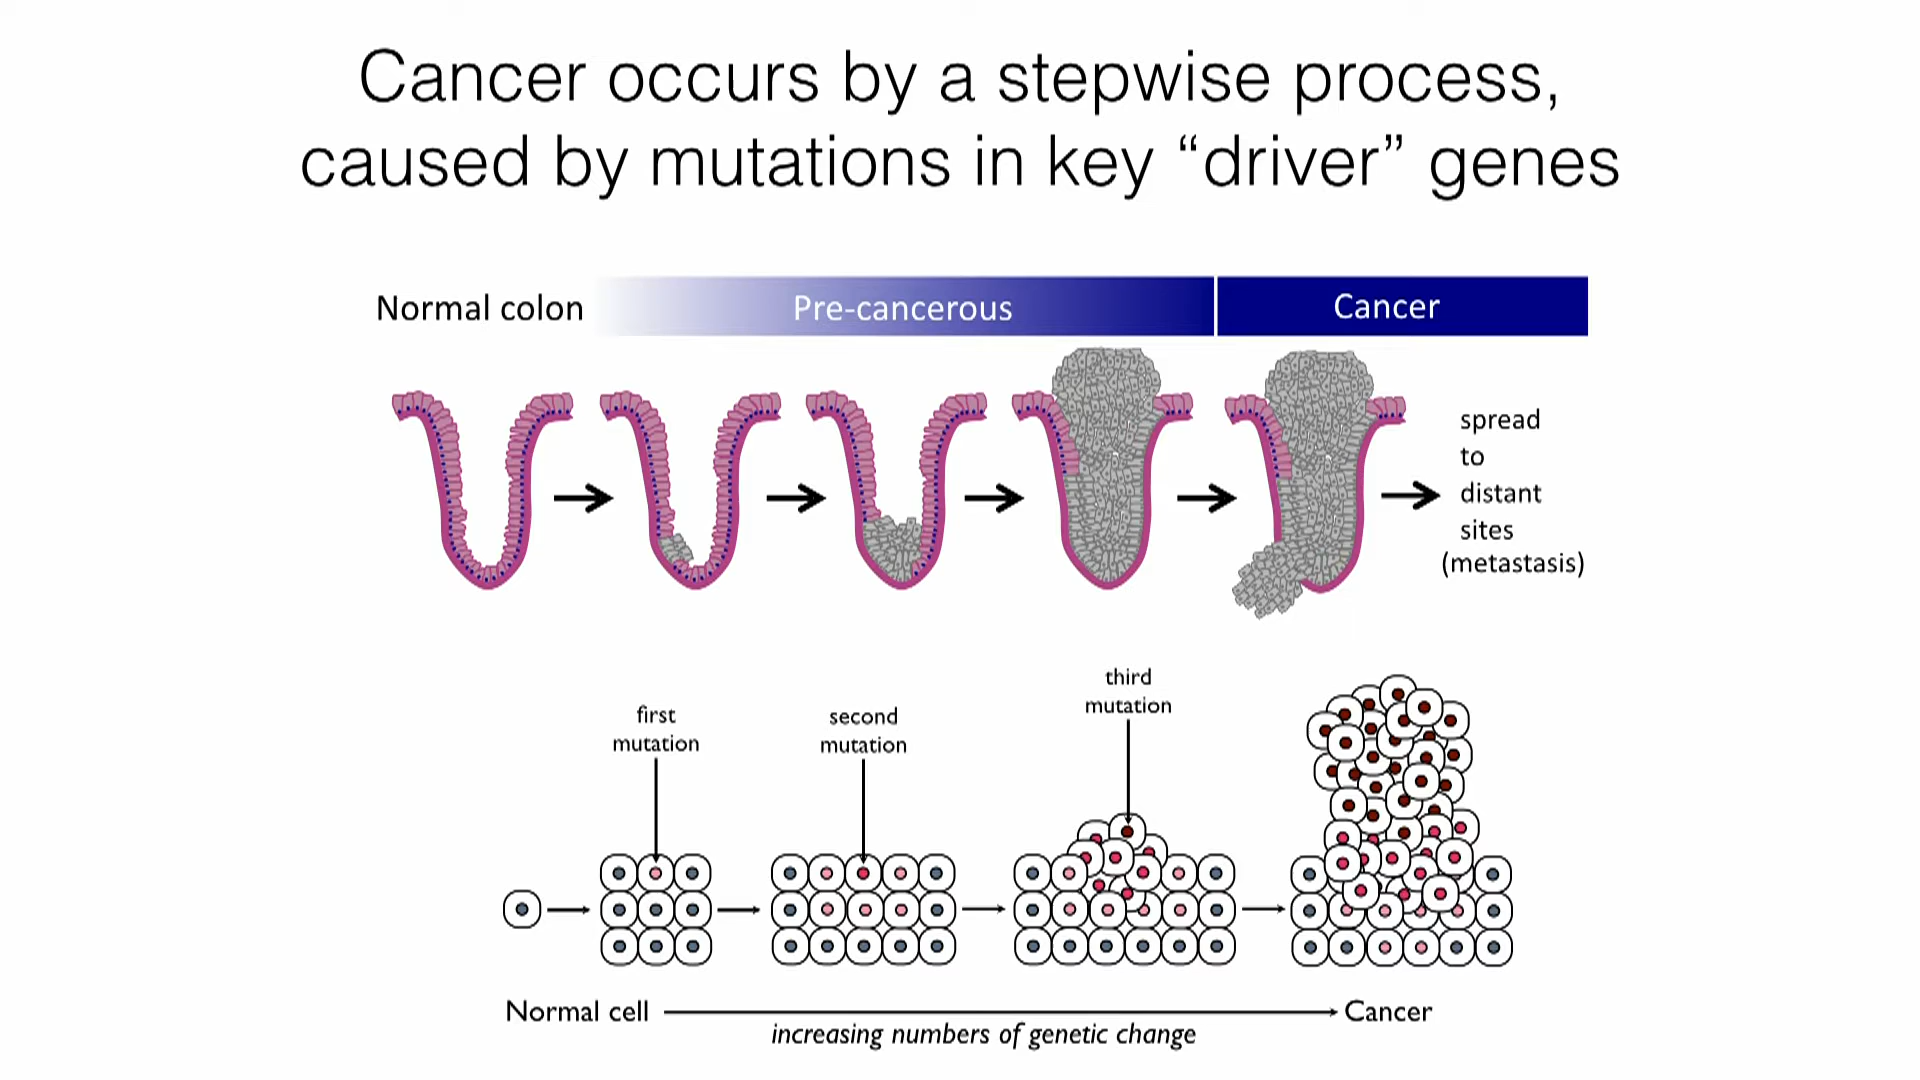 Cancer occurs by a stepwise process,
caused by mutations in key “driver” genes
Normal colon
Pre-cancerous
Cancer
spread
to
distant
sites
(metastasis)
first
mutation
second
mutation
third
mutation
Normal cell
Cancer
increasing numbers of genetic change